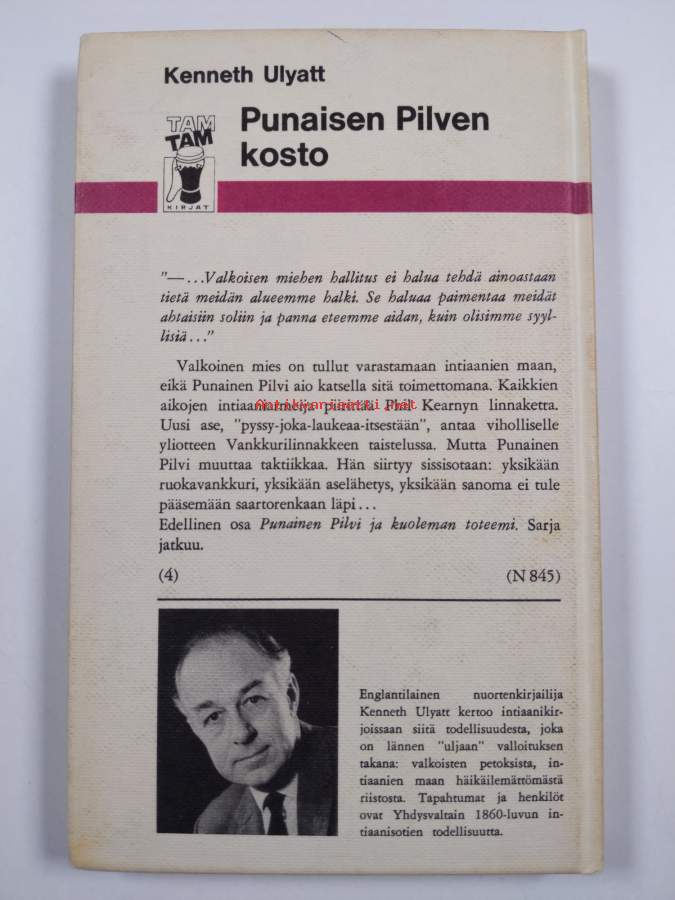 Kenneth Ulyatt
TAM
TAM
KIRJAT
Punaisen Pilven
kosto
"—...Valkoisen miehen hallitus ei halua tehdä ainoastaan
tietä meidän alueemme halki. Se haluaa paimentaa meidät
ahtaisiin soliin ja panna eteemme aidan, kuin olisimme syyl-
lisiä..."
Valkoinen mies on tullut varastamaan intiaanien maan,
eikä Punainen Pilvi aio katsella sitä toimettomana. Kaikkien
aikojen intiaaniarmeija piirittää Phil Kearnyn linnaketta.
Uusi ase, "pyssy-joka-laukeaa-itsestään", antaa viholliselle
yliotteen Vankkurilinnakkeen taistelussa. Mutta Punainen
Pilvi muuttaa taktiikkaa. Hän siirtyy sissisotaan: yksikään
ruokavankkuri, yksikään aselähetys, yksikään sanoma ei tule
pääsemään saartorenkaan läpi...
Edellinen osa Punainen Pilvi ja kuoleman toteemi. Sarja
jatkuu.
(4) (N 845)
Englantilainen nuortenkirjailija
Kenneth Ulyatt kertoo intiaanikir-
joissaan siitä todellisuudesta, joka
on lännen "uljaan" valloituksen
takana: valkoisten petoksista, in-
tiaanien maan häikäilemättömästä
riistosta. Tapahtumat ja henkilöt
ovat Yhdysvaltain 1860-luvun in-
tiaanisotien todellisuutta.